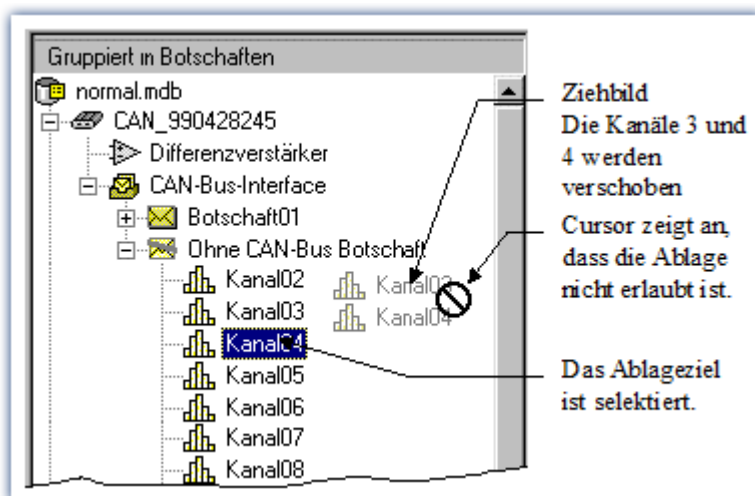 Gruppiert in Botschaften
normal.mdb
CAN_990428245
Differenzverstärker
CAN-Bus-Interface
Botschaft01
Ohne CAN-Bus Botschaft
Kanal02
Kanal03
Kanal04
Kanal05
Kanal06
Kanal07
Kanal08
Kanal03
Kanal04
Ziehbild
Die Kanäle 3 und
4 werden
verschoben
Cursor zeigt an,
dass die Ablage
nicht erlaubt ist.
Das Ablageziel
ist selektiert.